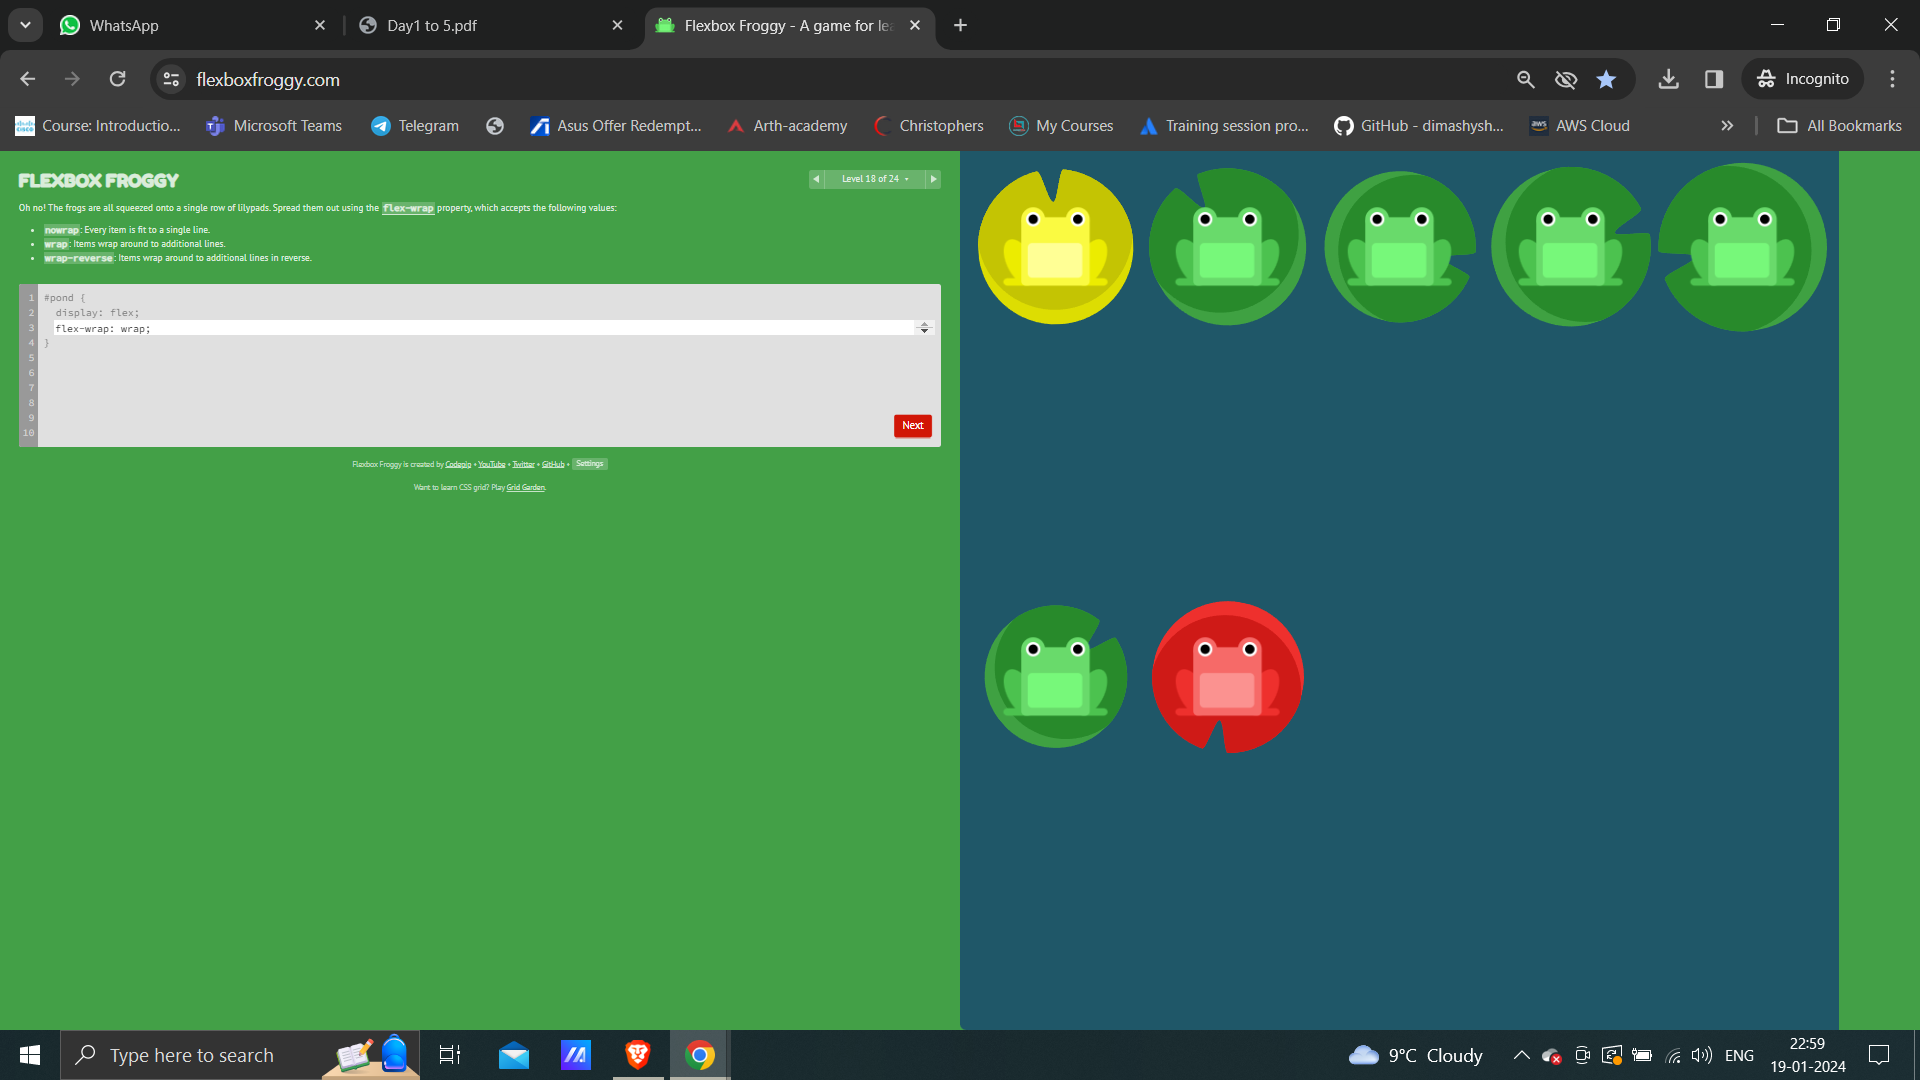 WhatsApp
Day1 to 5.pdf
Flexbox Froggy - A game for lea
flexboxfroggy.com
Incognito
Course: Introductio...
Microsoft Teams
Telegram
Asus Offer Redempt...
Arth-academy
Christophers
My Courses
Training session pro...
GitHub - dimashysh...
AWS Cloud
All Bookmarks
FLEXBOX FROGGY
Level 18 of 24
Oh no! The frogs are all squeezed onto a single row of lilypads. Spread them out using the flex-wrap property, which accepts the following values:
• nowrap: Every item is fit to a single line.
• wrap: Items wrap around to additional lines.
• wrap-reverse: Items wrap around to additional lines in reverse.
1 #pond {
2 display: flex;
3 flex-wrap: wrap;
4 }
5
6
7
8
9
10
Next
Flexbox Froggy is created by Codepip • YouTube • Twitter • GitHub • Settings
Want to learn CSS grid? Play Grid Garden.
Type here to search
9°C Cloudy
ENG
22:59
19-01-2024